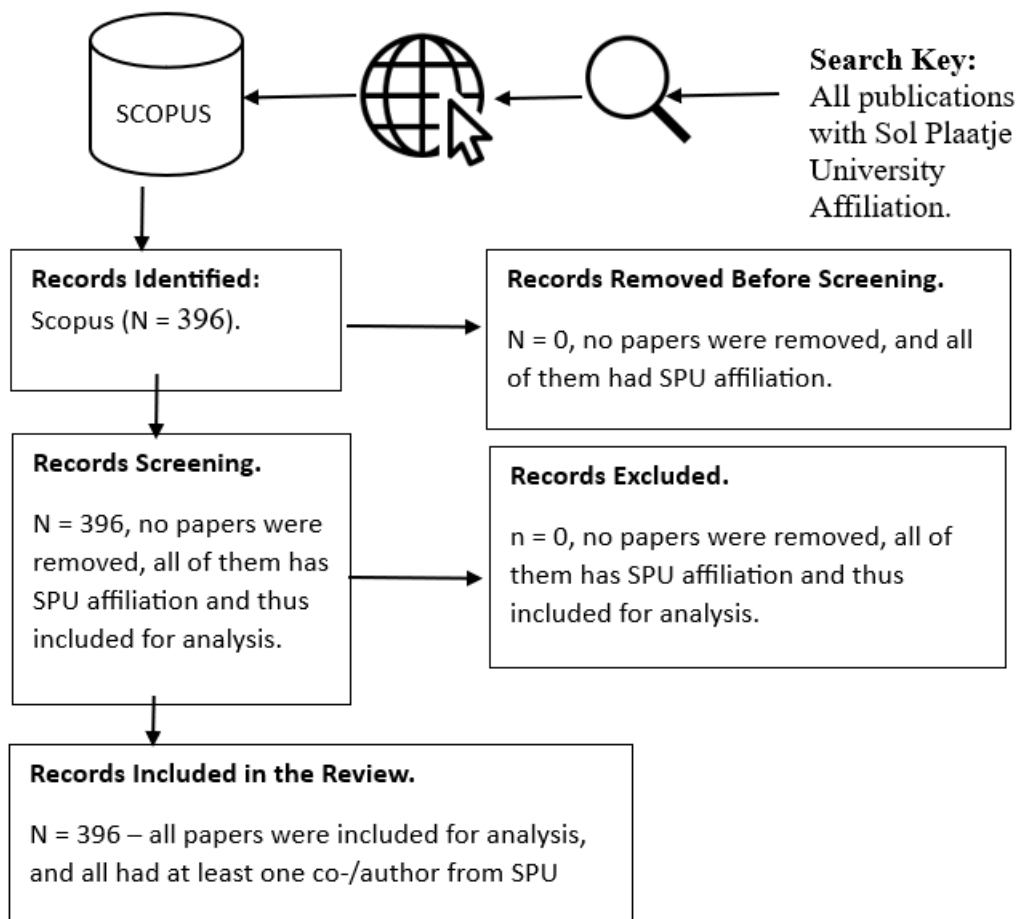 SCOPUS
Search Key:
All publications
with Sol Plaatje
University
Affiliation.
Records Identified:
Scopus (N = 396).
Records Removed Before Screening.
N = 0, no papers were removed, and all
of them had SPU affiliation.
Records Screening.
N = 396, no papers were
removed, all of them has
SPU affiliation and thus
included for analysis.
Records Excluded.
n = 0, no papers were removed, all of
them has SPU affiliation and thus
included for analysis.
Records Included in the Review.
N = 396 – all papers were included for analysis,
and all had at least one co-/author from SPU